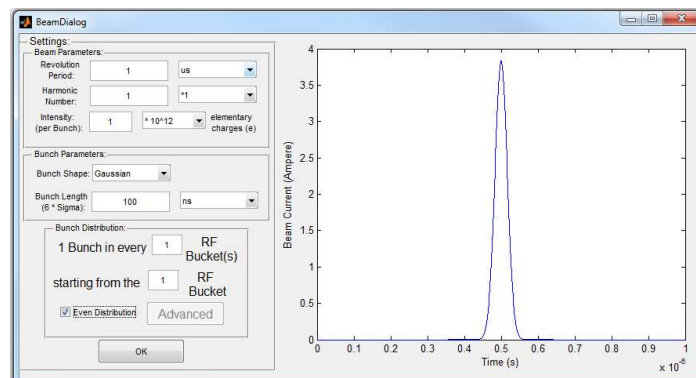 BeamDialog
Settings:
Beam Parameters:
Revolution Period: 1 us
Harmonic Number: 1 *1
Intensity: (per Bunch): 1 * 10^12 elementary charges (e)
Bunch Parameters:
Bunch Shape: Gaussian
Bunch Length (6 * Sigma): 100 ns
Bunch Distribution:
1 Bunch in every 1 RF Bucket(s)
starting from the 1 RF Bucket
Even Distribution Advanced
OK
Beam Current (Ampere)
4
3.5
3
2.5
2
1.5
1
0.5
0
0 0.1 0.2 0.3 0.4 0.5 0.6 0.7 0.8 0.9 1
Time (s)
x 10^-6